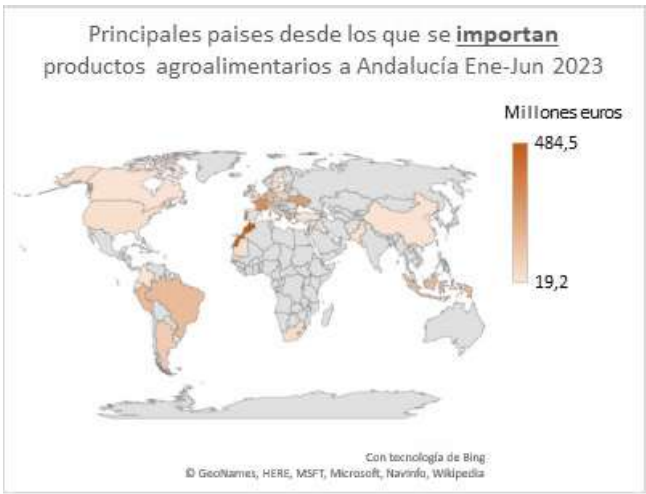 Principales paises desde los que se importan
productos agroalimentarios a Andalucía Ene-Jun 2023
Millones euros
484,5
19,2
Con tecnología de Bing
© GeoNames, HERE, MSFT, Microsoft, Navinfo, Wikipedia